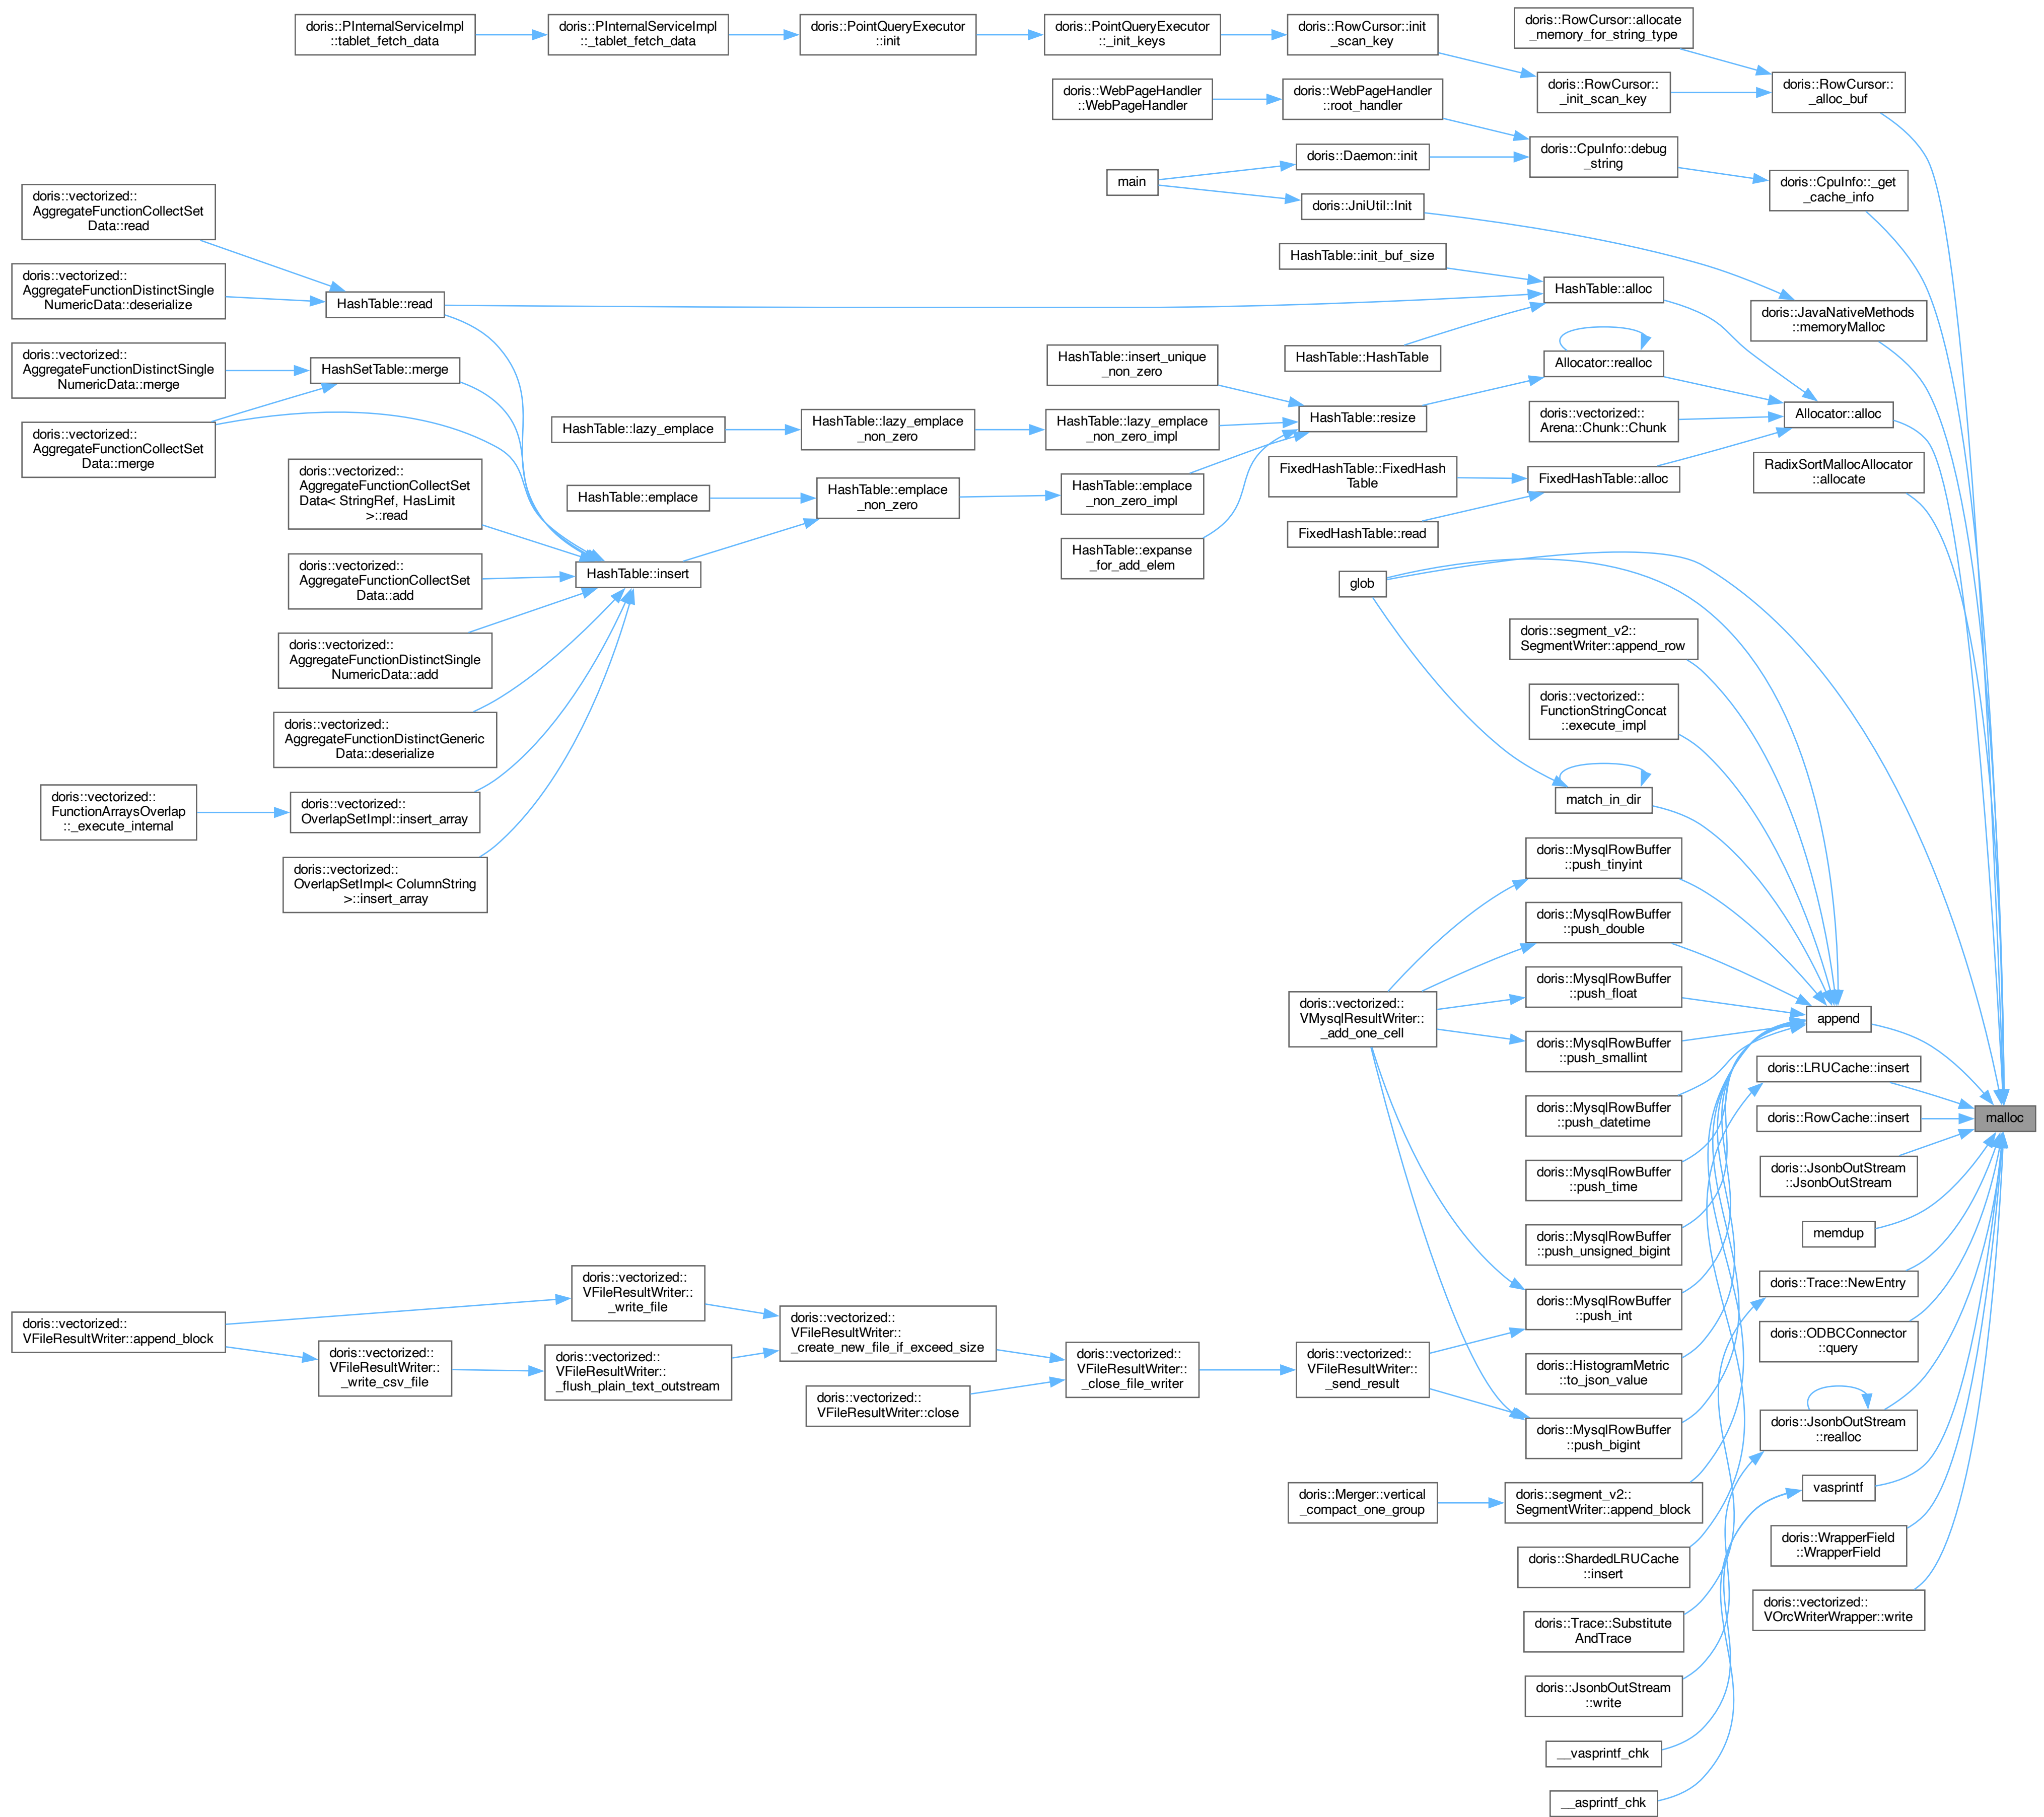 doris::PInternalServiceImpl
::tablet_fetch_data
doris::PInternalServiceImpl
::_tablet_fetch_data
doris::PointQueryExecutor
::init
doris::PointQueryExecutor
::_init_keys
doris::RowCursor::init
_scan_key
doris::RowCursor::allocate
_memory_for_string_type
doris::RowCursor::
_init_scan_key
doris::RowCursor::
_alloc_buf
doris::WebPageHandler
::WebPageHandler
doris::WebPageHandler
::root_handler
doris::CpuInfo::debug
_string
doris::Daemon::init
main
doris::CpuInfo::_get
_cache_info
doris::JniUtil::Init
doris::vectorized::
AggregateFunctionCollectSet
Data::read
HashTable::init_buf_size
doris::vectorized::
AggregateFunctionDistinctSingle
NumericData::deserialize
HashTable::read
HashTable::alloc
doris::JavaNativeMethods
::memoryMalloc
HashTable::HashTable
doris::vectorized::
AggregateFunctionDistinctSingle
NumericData::merge
HashSetTable::merge
HashTable::insert_unique
_non_zero
Allocator::realloc
doris::vectorized::
AggregateFunctionCollectSet
Data::merge
HashTable::lazy_emplace
HashTable::lazy_emplace
_non_zero
HashTable::lazy_emplace
_non_zero_impl
HashTable::resize
doris::vectorized::
Arena::Chunk::Chunk
Allocator::alloc
doris::vectorized::
AggregateFunctionCollectSet
Data< StringRef, HasLimit
>::read
HashTable::emplace
HashTable::emplace
_non_zero
HashTable::emplace
_non_zero_impl
FixedHashTable::FixedHash
Table
FixedHashTable::alloc
RadixSortMallocAllocator
::allocate
FixedHashTable::read
HashTable::expanse
_for_add_elem
doris::vectorized::
AggregateFunctionCollectSet
Data::add
HashTable::insert
glob
doris::vectorized::
AggregateFunctionDistinctSingle
NumericData::add
doris::segment_v2::
SegmentWriter::append_row
doris::vectorized::
AggregateFunctionDistinctGeneric
Data::deserialize
doris::vectorized::
FunctionStringConcat
::execute_impl
doris::vectorized::
FunctionArraysOverlap
::_execute_internal
doris::vectorized::
OverlapSetImpl::insert_array
match_in_dir
doris::vectorized::
OverlapSetImpl< ColumnString
>::insert_array
doris::MysqlRowBuffer
::push_tinyint
doris::MysqlRowBuffer
::push_double
doris::MysqlRowBuffer
::push_float
doris::vectorized::
VMysqlResultWriter::
_add_one_cell
append
doris::MysqlRowBuffer
::push_smallint
doris::LRUCache::insert
doris::MysqlRowBuffer
::push_datetime
doris::RowCache::insert
malloc
doris::MysqlRowBuffer
::push_time
doris::JsonbOutStream
::JsonbOutStream
doris::MysqlRowBuffer
::push_unsigned_bigint
memdup
doris::Trace::NewEntry
doris::vectorized::
VFileResultWriter::
_write_file
doris::MysqlRowBuffer
::push_int
doris::vectorized::
VFileResultWriter::append_block
doris::vectorized::
VFileResultWriter::
_create_new_file_if_exceed_size
doris::ODBCConnector
::query
doris::vectorized::
VFileResultWriter::
_write_csv_file
doris::vectorized::
VFileResultWriter::
_flush_plain_text_outstream
doris::vectorized::
VFileResultWriter::
_close_file_writer
doris::vectorized::
VFileResultWriter::
_send_result
doris::HistogramMetric
::to_json_value
doris::vectorized::
VFileResultWriter::close
doris::MysqlRowBuffer
::push_bigint
doris::JsonbOutStream
::realloc
doris::Merger::vertical
_compact_one_group
doris::segment_v2::
SegmentWriter::append_block
vasprintf
doris::WrapperField
::WrapperField
doris::ShardedLRUCache
::insert
doris::vectorized::
VOrcWriterWrapper::write
doris::Trace::Substitute
AndTrace
doris::JsonbOutStream
::write
__vasprintf_chk
__asprintf_chk